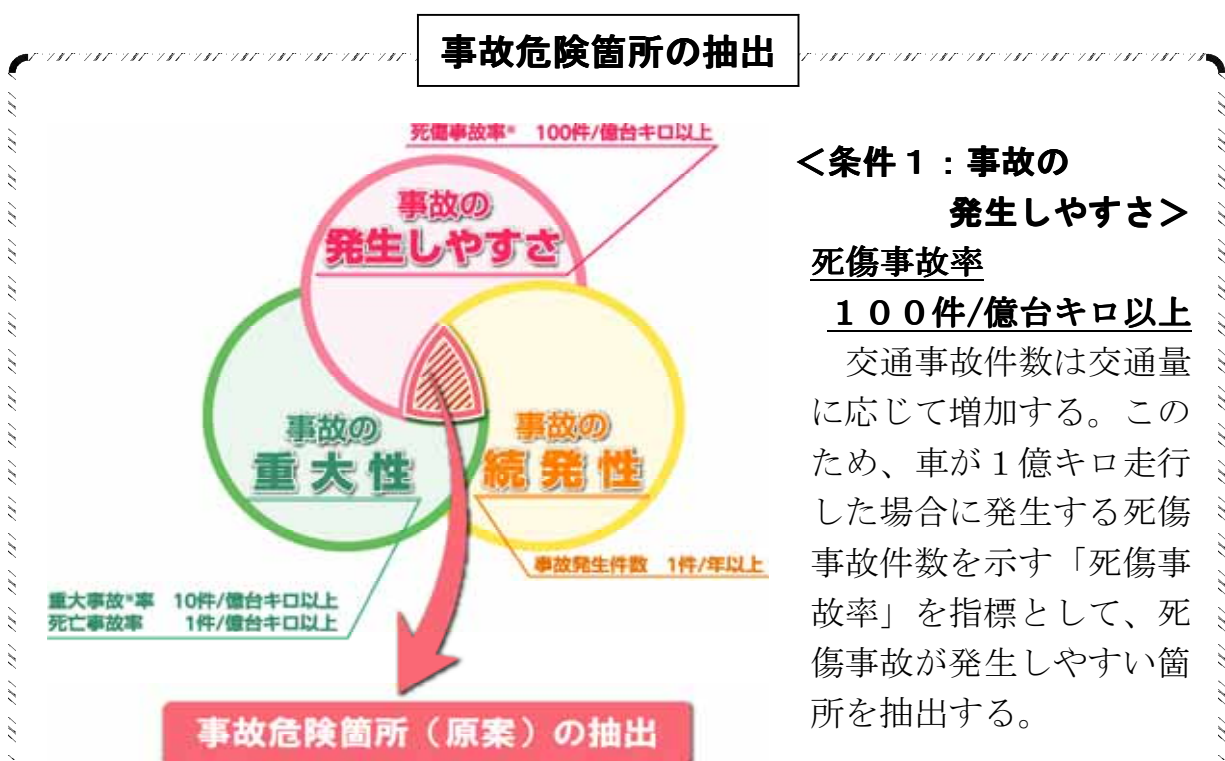 事故危険箇所の抽出
死傷事故率* 100件/億台キロ以上
事故の
発生しやすさ
事故の
重大性
事故の
続発性
事故発生件数 1件/年以上
重大事故*率 10件/億台キロ以上
死亡事故率 1件/億台キロ以上
事故危険箇所（原案）の抽出
＜条件１：事故の
発生しやすさ＞
死傷事故率
１００件/億台キロ以上
交通事故件数は交通量
に応じて増加する。この
ため、車が１億キロ走行
した場合に発生する死傷
事故件数を示す「死傷事
故率」を指標として、死
傷事故が発生しやすい箇
所を抽出する。